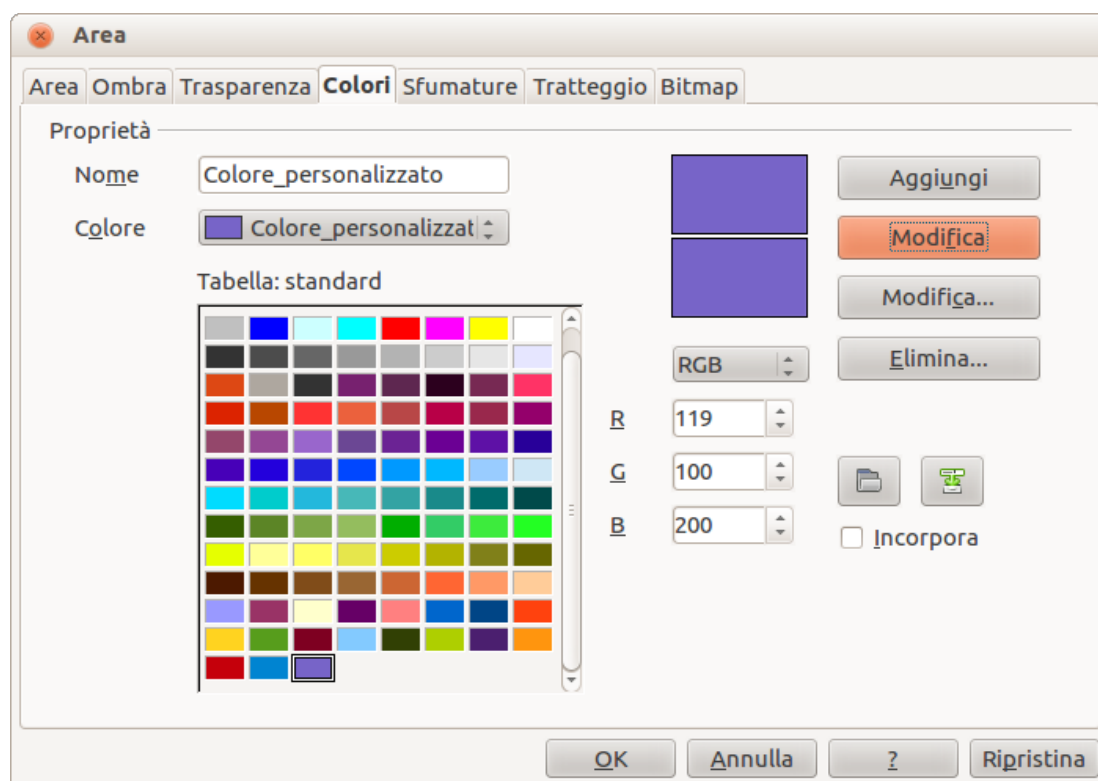 Area
Area Ombra Trasparenza Colori Sfumature Tratteggio Bitmap
Proprietà
Nome Colore_personalizzato
Colore Colore_personalizzat
Tabella: standard
Aggiungi
Modifica
Modifica...
Elimina...
RGB
R 119
G 100
B 200
Incorpora
OK Annulla ? Ripristina